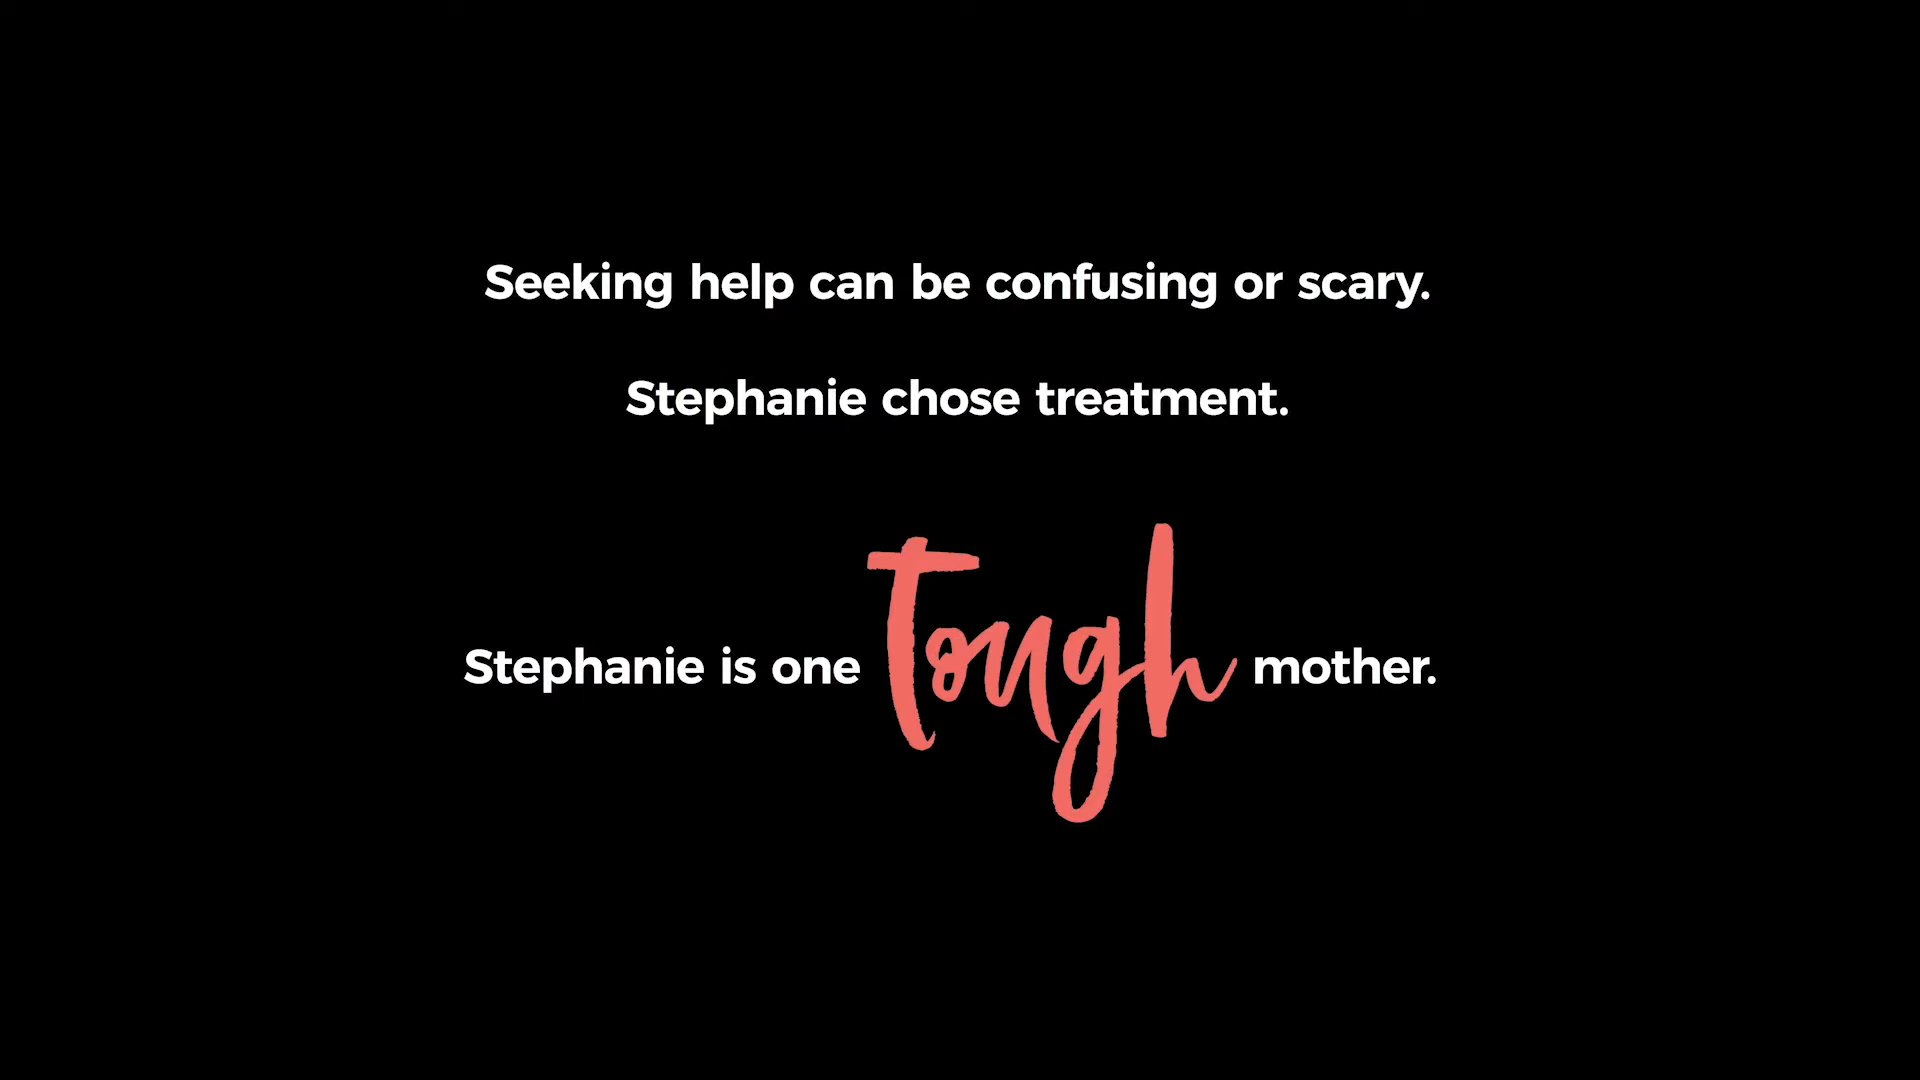 Seeking help can be confusing or scary.
Stephanie chose treatment.
Stephanie is one Tough mother.